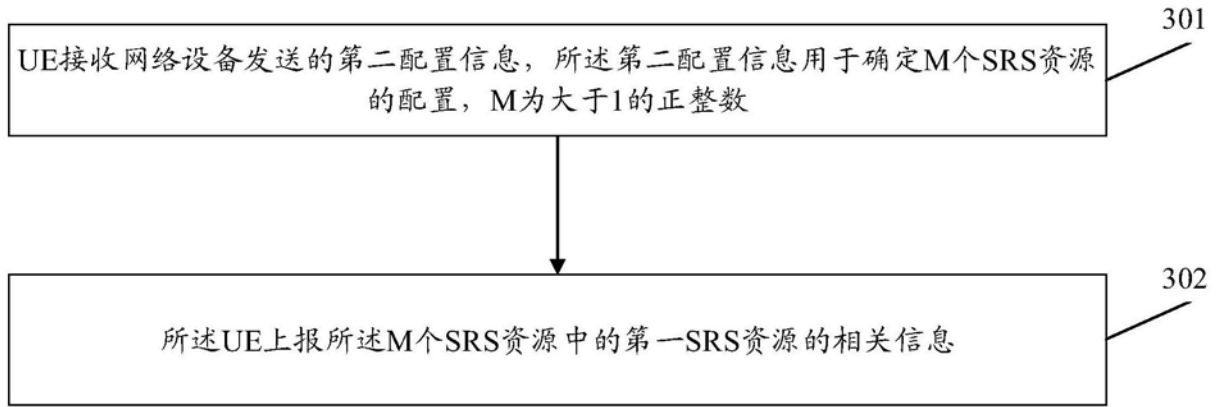 301
UE接收网络设备发送的第二配置信息，所述第二配置信息用于确定M个SRS资源
的配置，M为大于1的正整数
302
所述UE上报所述M个SRS资源中的第一SRS资源的相关信息